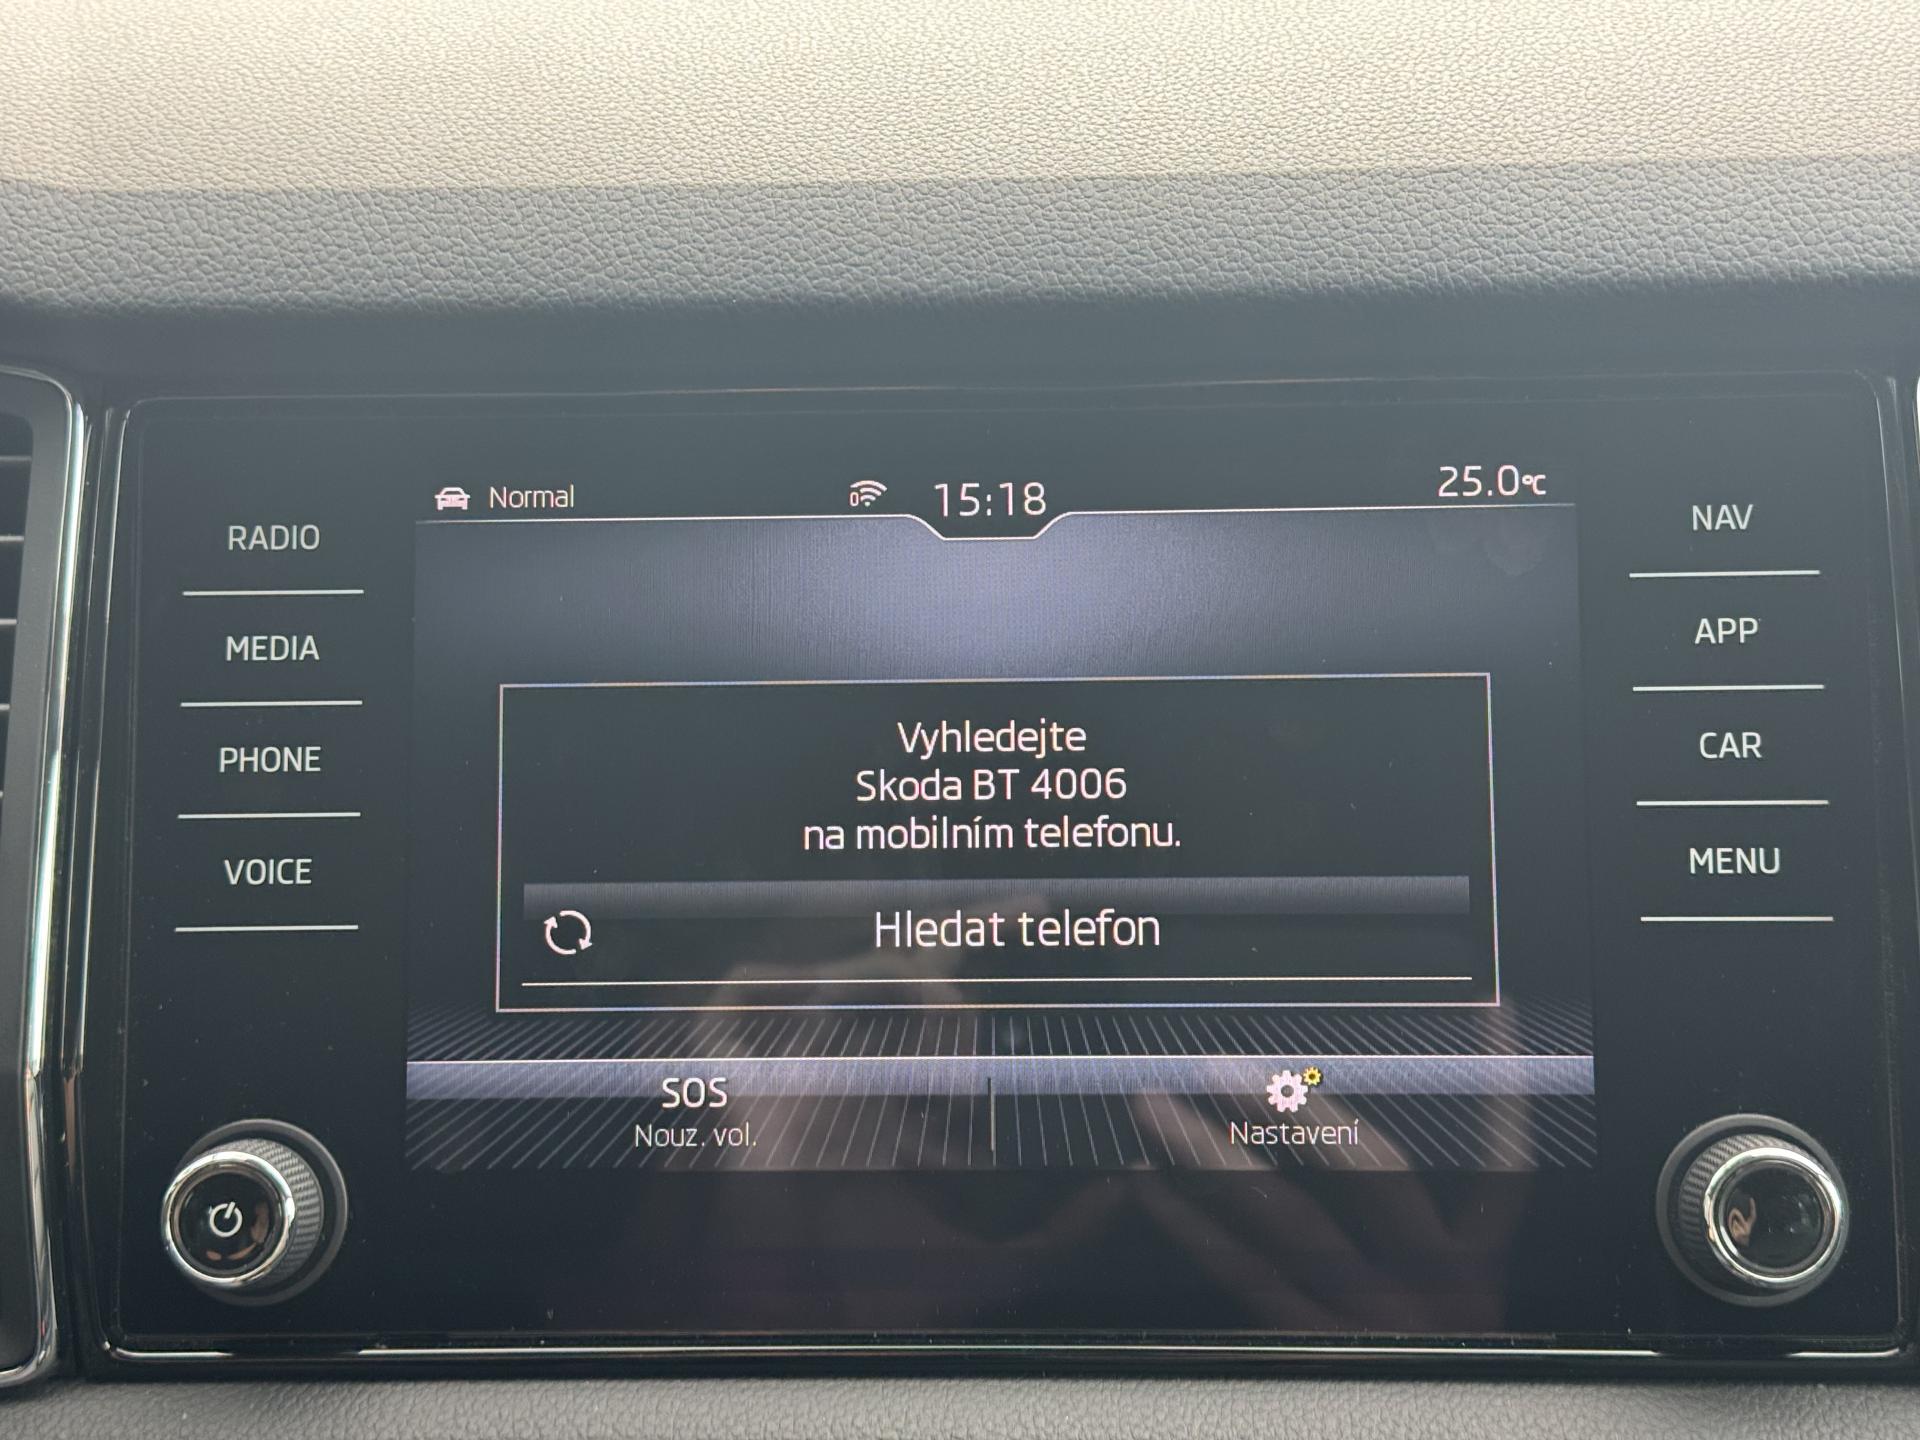 Normal
0
15:18
25.0°C
RADIO
MEDIA
PHONE
VOICE
NAV
APP
CAR
MENU
Vyhledejte
Skoda BT 4006
na mobilním telefonu.
Hledat telefon
SOS
Nouz. vol.
Nastavení